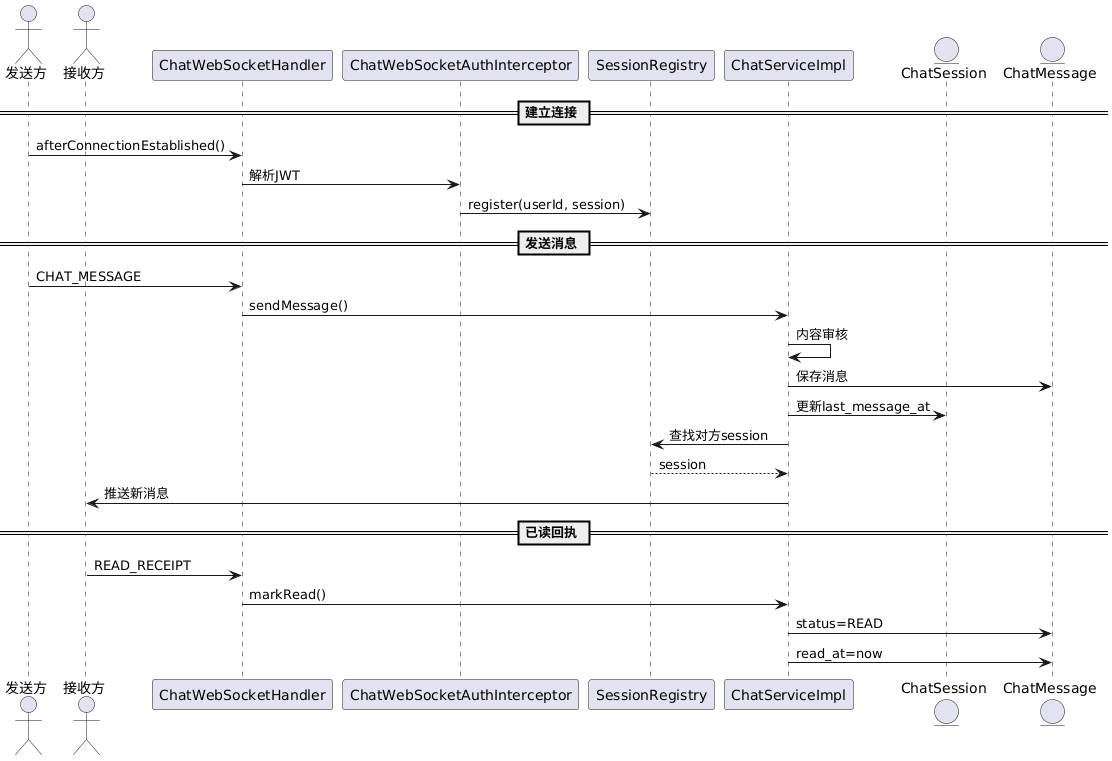 发送方
接收方
ChatWebSocketHandler
ChatWebSocketAuthInterceptor
SessionRegistry
ChatServiceImpl
ChatSession
ChatMessage
建立连接
afterConnectionEstablished()
解析JWT
register(userId, session)
发送消息
CHAT_MESSAGE
sendMessage()
内容审核
保存消息
更新last_message_at
查找对方session
session
推送新消息
已读回执
READ_RECEIPT
markRead()
status=READ
read_at=now
发送方
接收方
ChatWebSocketHandler
ChatWebSocketAuthInterceptor
SessionRegistry
ChatServiceImpl
ChatSession
ChatMessage